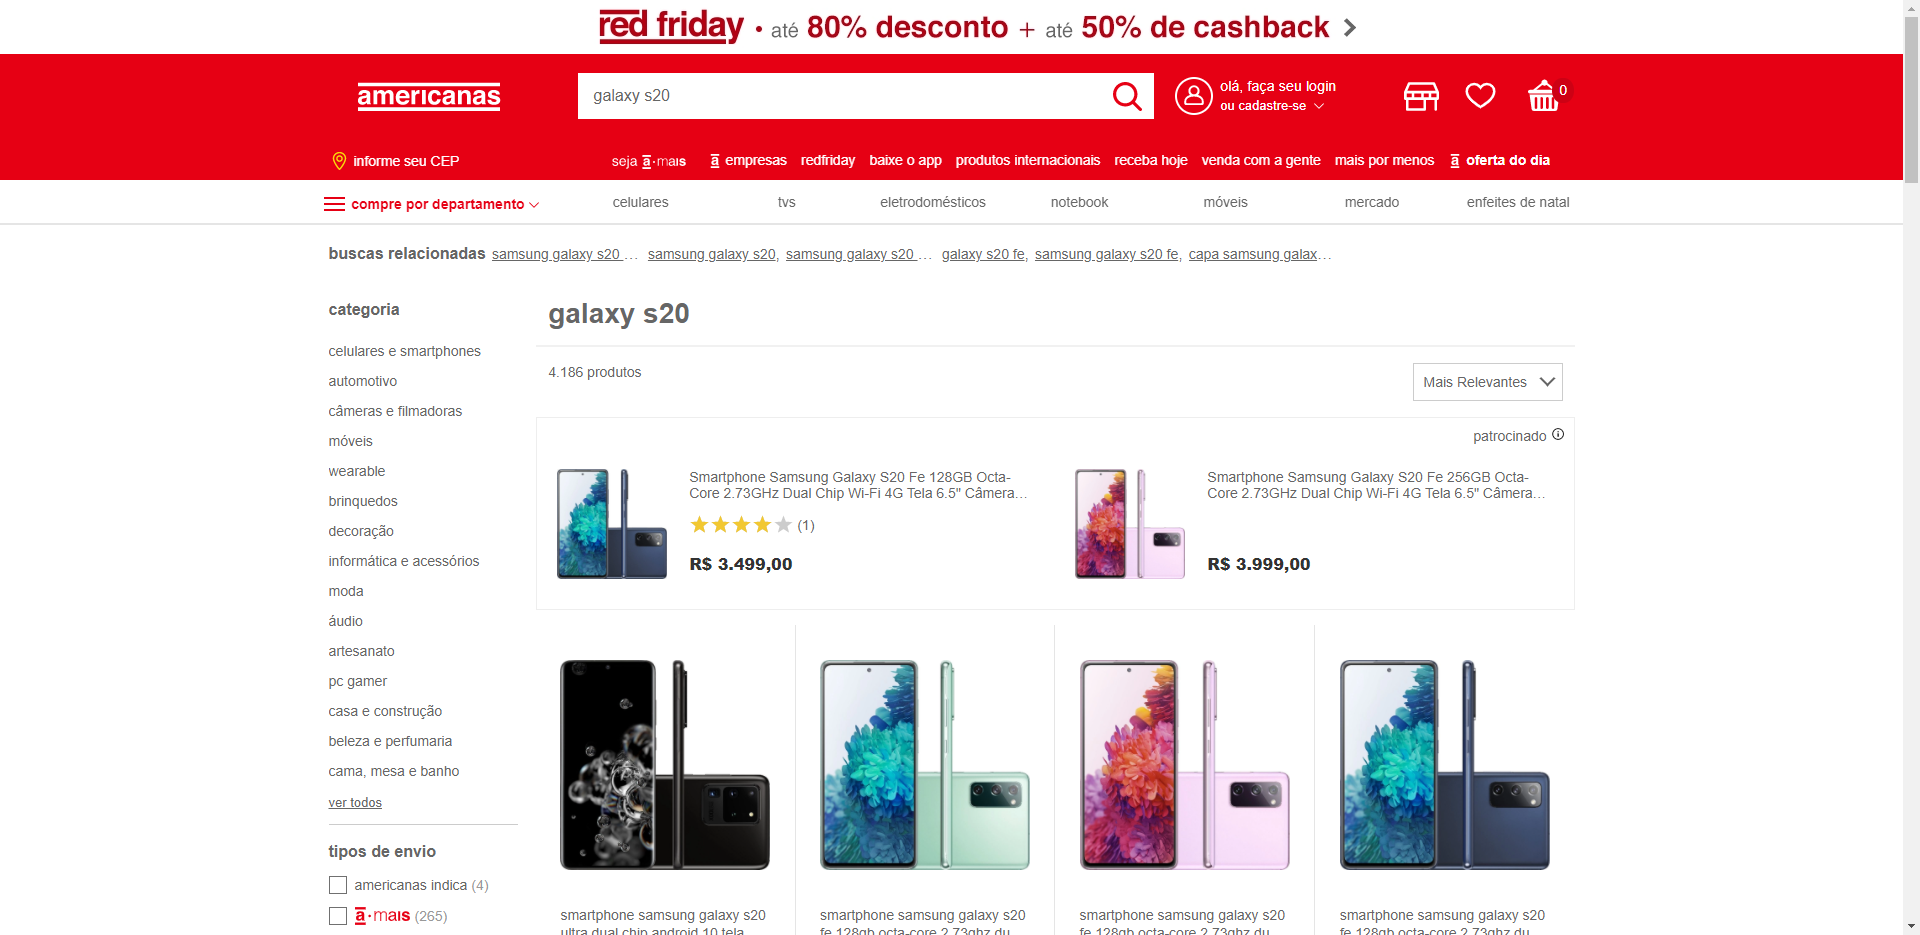 red friday • até 80% desconto + até 50% de cashback
americanas
galaxy s20
olá, faça seu login
ou cadastre-se
0
informe seu CEP
seja a•mais
a empresas
redfriday
baixe o app
produtos internacionais
receba hoje
venda com a gente
mais por menos
a oferta do dia
compre por departamento
celulares
tvs
eletrodomésticos
notebook
móveis
mercado
enfeites de natal
buscas relacionadas samsung galaxy s20 ... samsung galaxy s20, samsung galaxy s20 ... galaxy s20 fe, samsung galaxy s20 fe, capa samsung galax...
categoria
celulares e smartphones
automotivo
câmeras e filmadoras
móveis
wearable
brinquedos
decoração
informática e acessórios
moda
áudio
artesanato
pc gamer
casa e construção
beleza e perfumaria
cama, mesa e banho
ver todos
tipos de envio
americanas indica (4)
a•mais (265)
galaxy s20
4.186 produtos
Mais Relevantes
patrocinado
Smartphone Samsung Galaxy S20 Fe 128GB Octa-
Core 2.73GHz Dual Chip Wi-Fi 4G Tela 6.5" Câmera...
(1)
R$ 3.499,00
Smartphone Samsung Galaxy S20 Fe 256GB Octa-
Core 2.73GHz Dual Chip Wi-Fi 4G Tela 6.5" Câmera...
R$ 3.999,00
smartphone samsung galaxy s20
ultra dual chip android 10 tela
smartphone samsung galaxy s20
fe 128gb octa-core 2.73ghz du
smartphone samsung galaxy s20
fe 128gb octa-core 2.73ghz du
smartphone samsung galaxy s20
fe 128gb octa-core 2.73ghz du